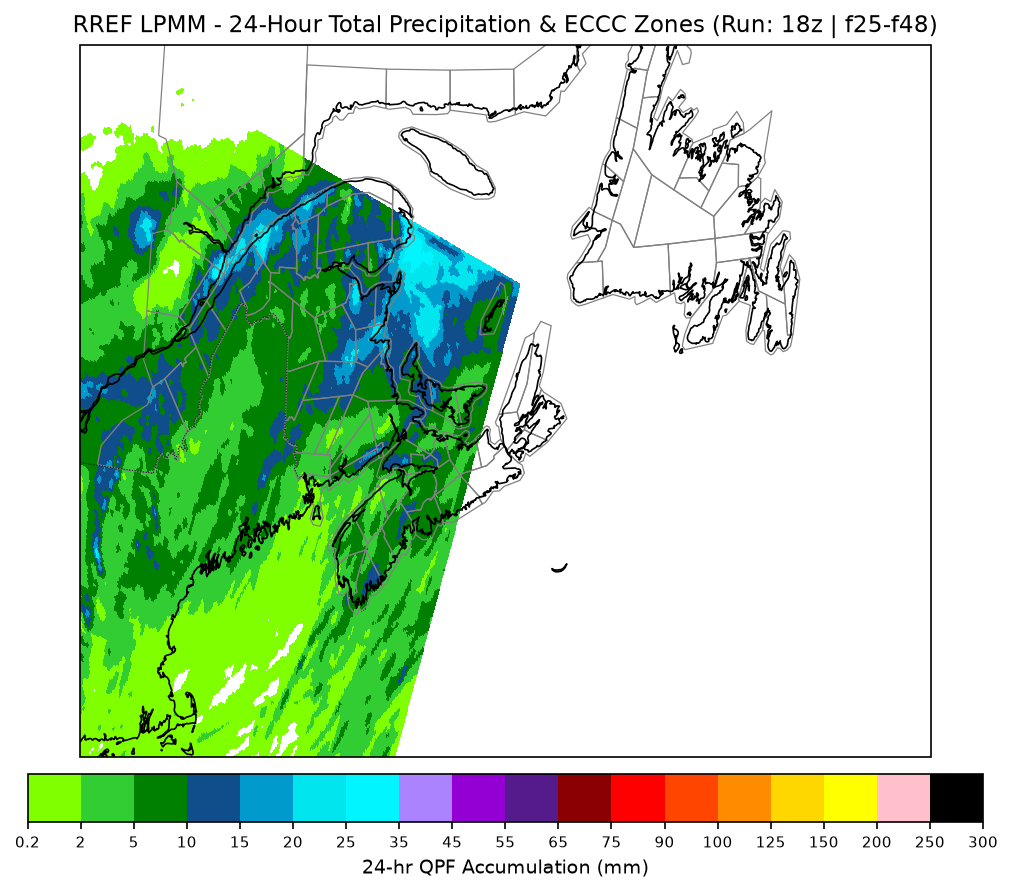 RREF LPMM - 24-Hour Total Precipitation & ECCC Zones (Run: 18z | f25-f48)
0.2 2 5 10 15 20 25 35 45 55 65 75 90 100 125 150 200 250 300
24-hr QPF Accumulation (mm)